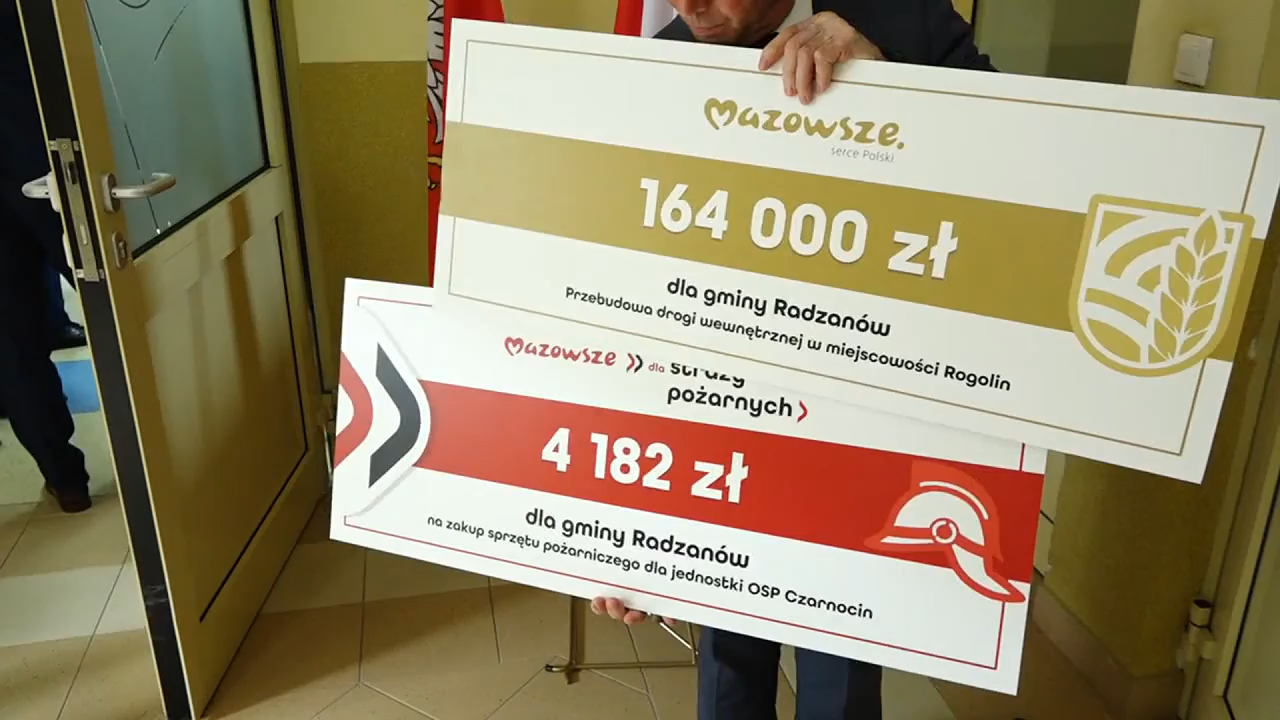 Mazowsze.
serce Polski
164 000 zł
dla gminy Radzanów
Przebudowa drogi wewnętrznej w miejscowości Rogolin
Mazowsze dla straży
pożarnych
4 182 zł
dla gminy Radzanów
na zakup sprzętu pożarniczego dla jednostki OSP Czarnocin